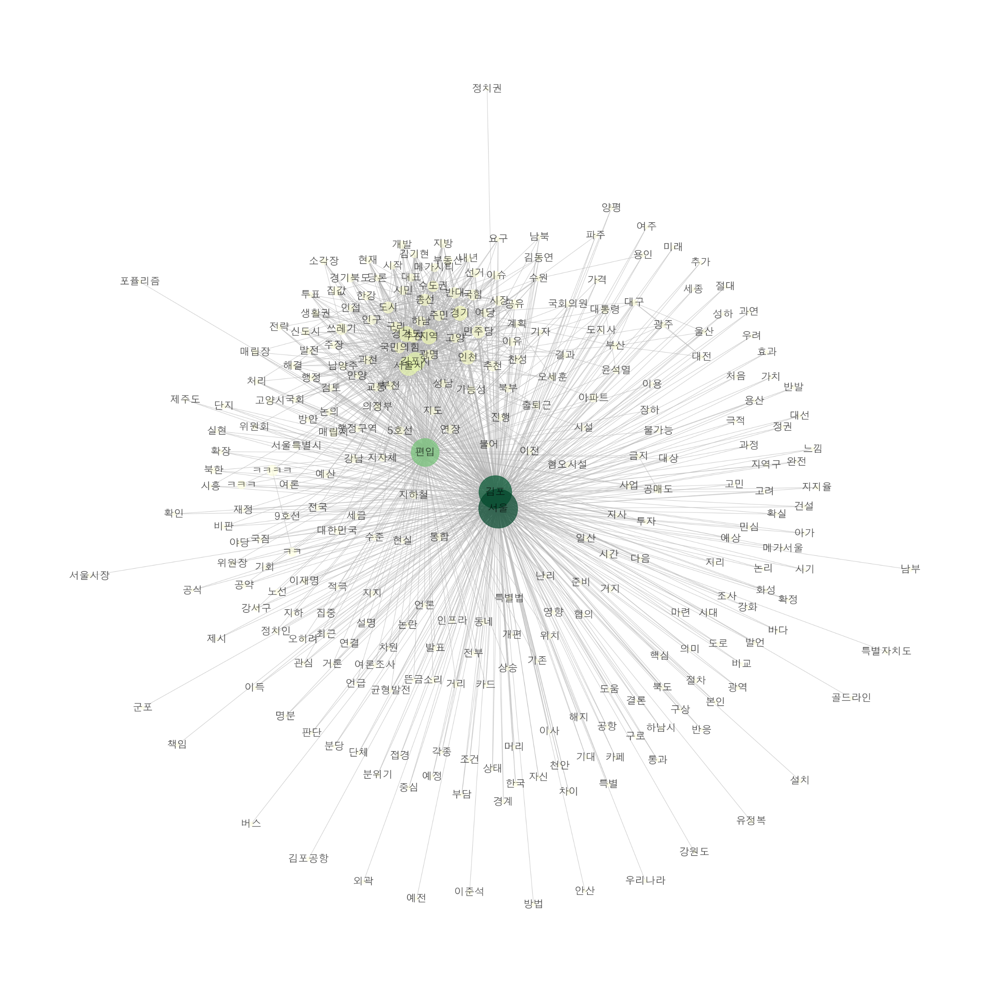 정치권
양평
여주
파주
남북
요구
지방
개발
미래
김기현
용인
내년
김동연
현재
부동산
소각장
추가
시작
메가시티
선거
이슈
경기북도
당론
대표
수원
가격
포퓰리즘
수도권
절대
세종
집값
시민
반대
국힘
투표
한강
총선
시장
공유
국회의원
대구
인접
도시
대통령
생활권
주민
경기
여당
성하
과연
인구
하남
계획
광주
전략
구리
신도시
쓰레기
민주당
기자
도지사
울산
경기도
추진
지역
고양
우려
이유
주장
국민의힘
부산
발전
매립장
광명
인천
찬성
결과
대전
효과
과천
김포시
해결
남양주
서울시
추천
윤석열
안양
행정
오세훈
처음
가치
처리
검토
교통
부천
성남
가능성
북부
이용
반발
제주도
고양시
국회
아파트
용산
단지
의정부
지도
출퇴근
장하
논의
방안
진행
대선
극적
위원회
실현
매립지
행정구역
5호선
연장
시설
불가능
정권
서울특별시
불어
과정
확장
편입
이전
느낌
강남
지자체
금지
대상
완전
북한
ㅋㅋㅋㅋ
예산
혐오시설
지역구
시흥
ㅋㅋㅋ
여론
사업
공매도
고민
지지율
김포
고려
지하철
재정
전국
서울
건설
확인
9호선
세금
지사
투자
확실
비판
대한민국
민심
아가
야당
국짐
수준
현실
통합
일산
예상
메가서울
ㅋㅋ
시간
다음
위원장
기회
지리
논리
시기
남부
서울시장
이재명
난리
준비
공식
공약
노선
적극
지지
겨지
화성
강서구
언론
특별법
조사
확정
지하
집중
영향
협의
마련
시대
강화
설명
논란
인프라
동네
정치인
최근
제시
오히려
개편
위치
바다
연결
차원
발표
도로
발언
전부
의미
특별자치도
관심
거론
여론조사
상승
기존
핵심
비교
언급
균형발전
뜬금
소리
거리
카드
도움
북도
절차
광역
이득
결론
본인
골드라인
군포
명분
구상
해지
공항
하남시
판단
이사
구로
반응
책임
분당
단체
접경
각종
조건
머리
기대
카페
통과
천안
분위기
예정
상태
자신
중심
부담
한국
특별
차이
설치
경계
버스
유정복
김포공항
강원도
외곽
우리나라
예전
이준석
안산
방법